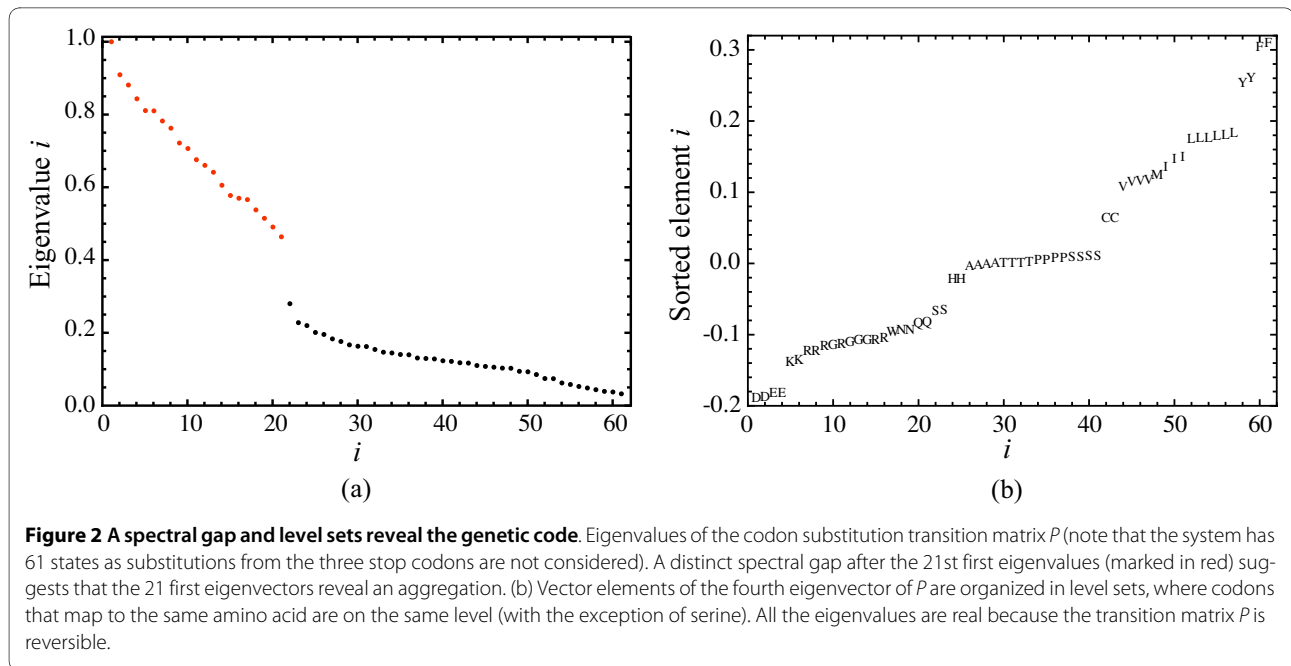 1.0
0.8
0.6
0.4
0.2
0.0
Eigenvalue i
0 10 20 30 40 50 60
i
(a)
0.3
0.2
0.1
0.0
-0.1
-0.2
Sorted element i
FF
YY
LLLLLL
VVVVMIII
CC
AAAATTTTPPPPSSSS
HH
SS
KKRRRGRGGGRRWNNQQ
DDEE
0 10 20 30 40 50 60
i
(b)
Figure 2 A spectral gap and level sets reveal the genetic code. Eigenvalues of the codon substitution transition matrix P (note that the system has
61 states as substitutions from the three stop codons are not considered). A distinct spectral gap after the 21st first eigenvalues (marked in red) sug-
gests that the 21 first eigenvectors reveal an aggregation. (b) Vector elements of the fourth eigenvector of P are organized in level sets, where codons
that map to the same amino acid are on the same level (with the exception of serine). All the eigenvalues are real because the transition matrix P is
reversible.